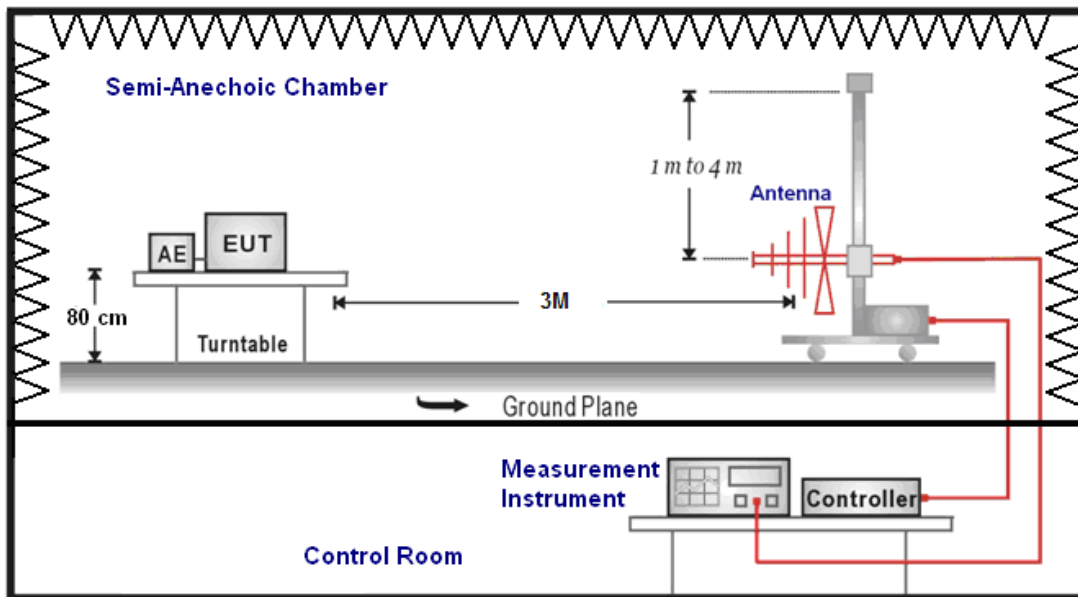 Semi-Anechoic Chamber
1 m to 4 m
Antenna
AE
EUT
80 cm
3M
Turntable
Ground Plane
Measurement
Instrument
Controller
Control Room